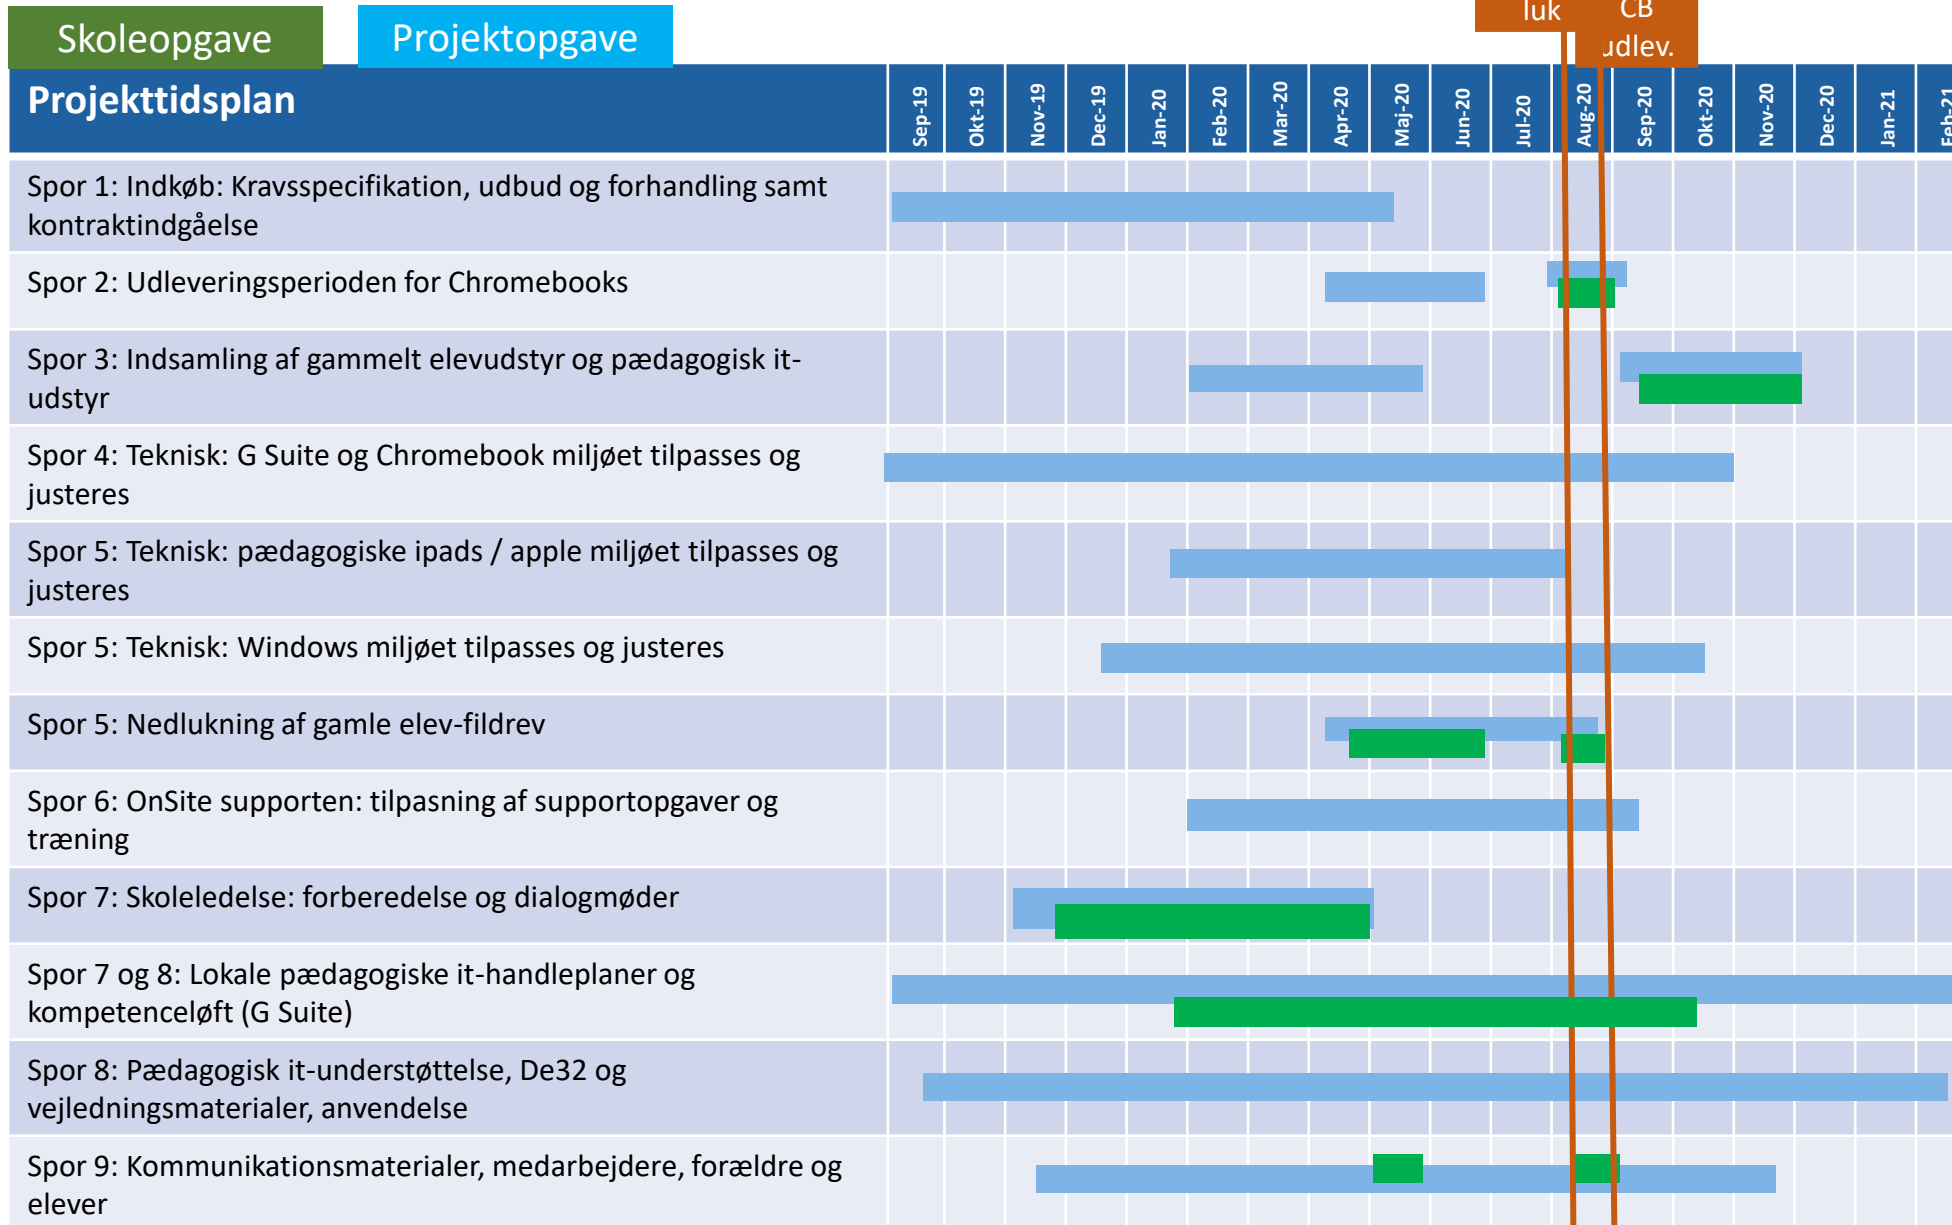 luk
CB
udlev.
Skoleopgave
Projektopgave
Projekttidsplan
Sep-19
Okt-19
Nov-19
Dec-19
Jan-20
Feb-20
Mar-20
Apr-20
Maj-20
Jun-20
Jul-20
Aug-20
Sep-20
Okt-20
Nov-20
Dec-20
Jan-21
Feb-21
Spor 1: Indkøb: Kravsspecifikation, udbud og forhandling samt
kontraktindgåelse
Spor 2: Udleveringsperioden for Chromebooks
Spor 3: Indsamling af gammelt elevudstyr og pædagogisk it-
udstyr
Spor 4: Teknisk: G Suite og Chromebook miljøet tilpasses og
justeres
Spor 5: Teknisk: pædagogiske ipads / apple miljøet tilpasses og
justeres
Spor 5: Teknisk: Windows miljøet tilpasses og justeres
Spor 5: Nedlukning af gamle elev-fildrev
Spor 6: OnSite supporten: tilpasning af supportopgaver og
træning
Spor 7: Skoleledelse: forberedelse og dialogmøder
Spor 7 og 8: Lokale pædagogiske it-handleplaner og
kompetenceløft (G Suite)
Spor 8: Pædagogisk it-understøttelse, De32 og
vejledningsmaterialer, anvendelse
Spor 9: Kommunikationsmaterialer, medarbejdere, forældre og
elever